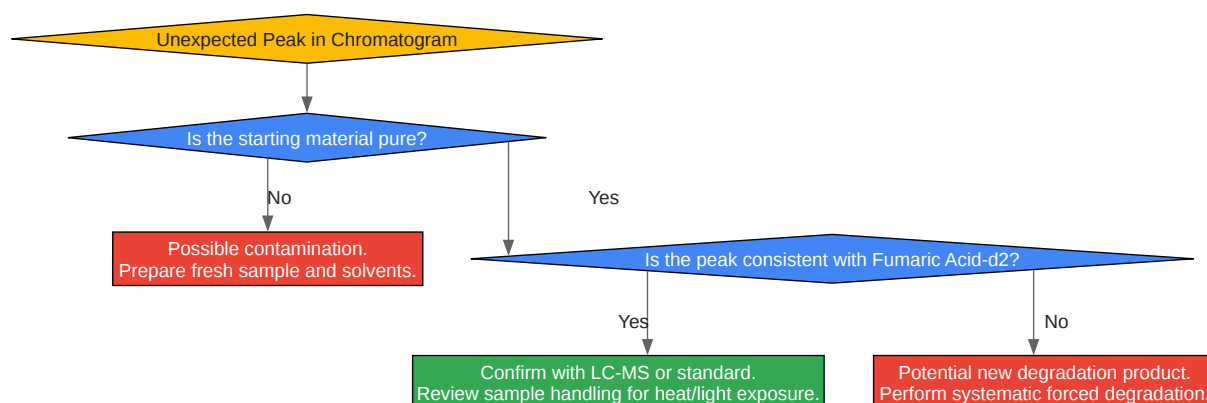 Unexpected Peak in Chromatogram
Is the starting material pure?
No
Yes
Possible contamination.
Prepare fresh sample and solvents.
Is the peak consistent with Fumaric Acid-d2?
Yes
No
Confirm with LC-MS or standard.
Review sample handling for heat/light exposure.
Potential new degradation product.
Perform systematic forced degradation.